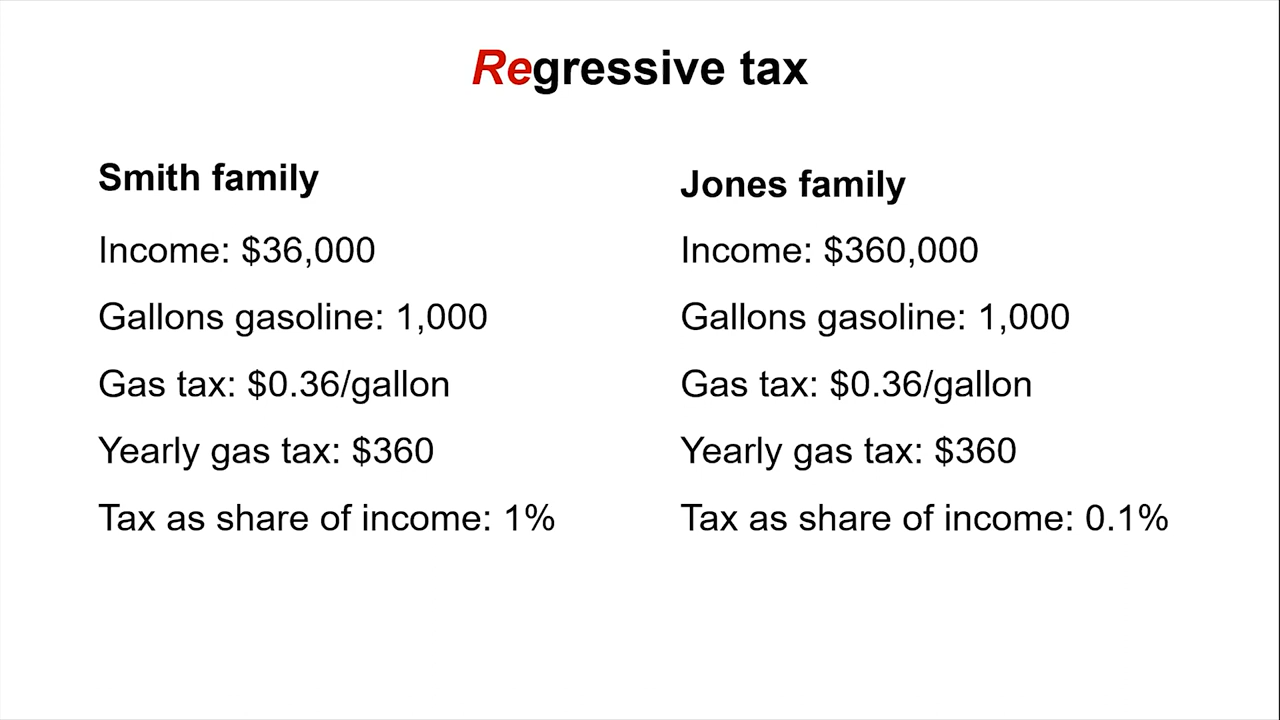 Regressive tax
Smith family
Income: $36,000
Gallons gasoline: 1,000
Gas tax: $0.36/gallon
Yearly gas tax: $360
Tax as share of income: 1%
Jones family
Income: $360,000
Gallons gasoline: 1,000
Gas tax: $0.36/gallon
Yearly gas tax: $360
Tax as share of income: 0.1%